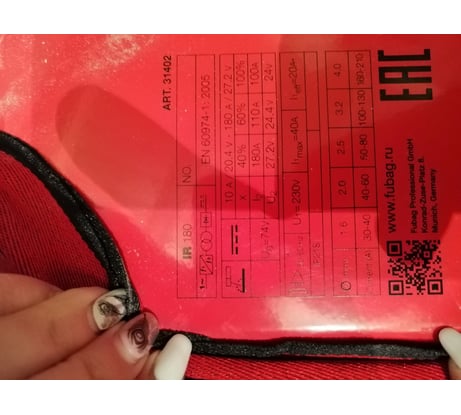 ART. 31402
IR 180 NO.
EN 60974-1: 2005
10 A / 20.4 V - 180 A / 27.2 V
X 40% 60% 100%
I2 180A 110 A 100A
U2 27.2V 24.4V 24V
U0=74V
U1=230V I1max=40A I1eff=20A
1.6 2.0 2.5 3.2 4.0
(A) 30-40 40-60 60-80 100-130 160-210
EAC
www.fubag.ru
Fubag Professional GmbH
Konrad-Zuse-Platz 8,
Munich, Germany